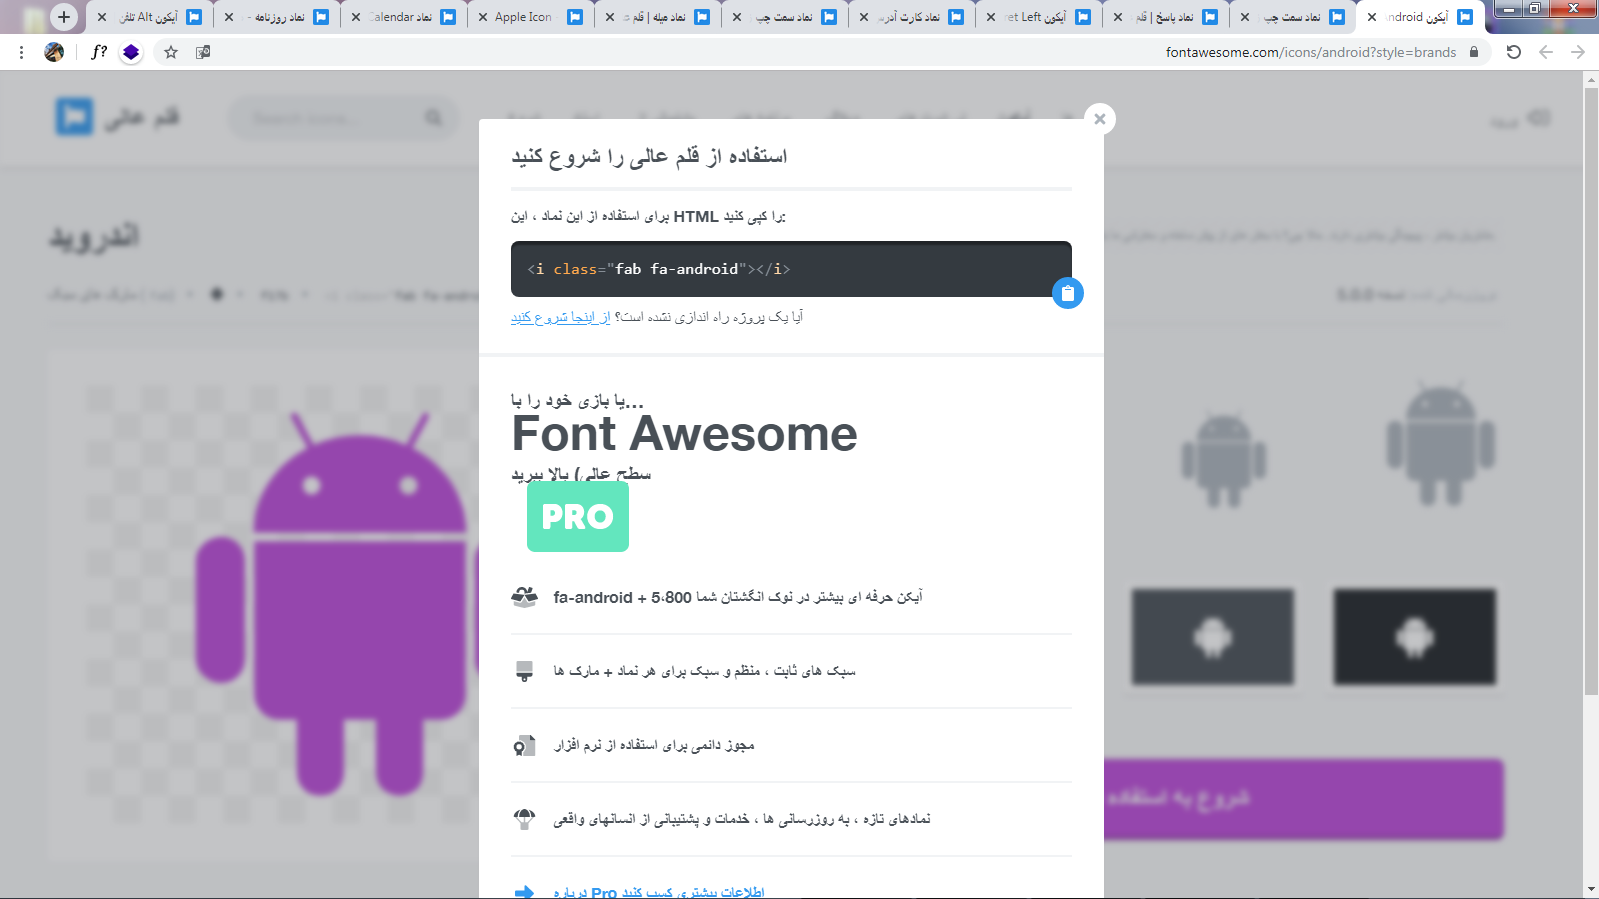 آیکون Alt تلفن
نماد روزنامه -
نماد Calendar
Apple Icon
نماد میله | قلم
نماد سمت چپ
نماد کارت آدرس
آیکون ret Left
نماد پاسخ | قلم
نماد سمت چپ
آیکون android
fontawesome.com/icons/android?style=brands
قلم عالی
Search icons...
اندروید
استفاده از قلم عالی را شروع کنید
برای استفاده از این نماد ، این HTML را کپی کنید:
<i class="fab fa-android"></i>
آیا یک پروژه راه اندازی نشده است؟ از اینجا شروع کنید
یا بازی خود را با...
Font Awesome
سطح عالی) بالا ببرید
PRO
fa-android + 5،800 آیکن حرفه ای بیشتر در نوک انگشتان شما
سبک های ثابت ، منظم و سبک برای هر نماد + مارک ها
مجوز دائمی برای استفاده از نرم افزار
نمادهای تازه ، به روزرسانی ها ، خدمات و پشتیبانی از انسانهای واقعی
درباره Pro اطلاعات بیشتری کسب کنید
شروع به استفاده